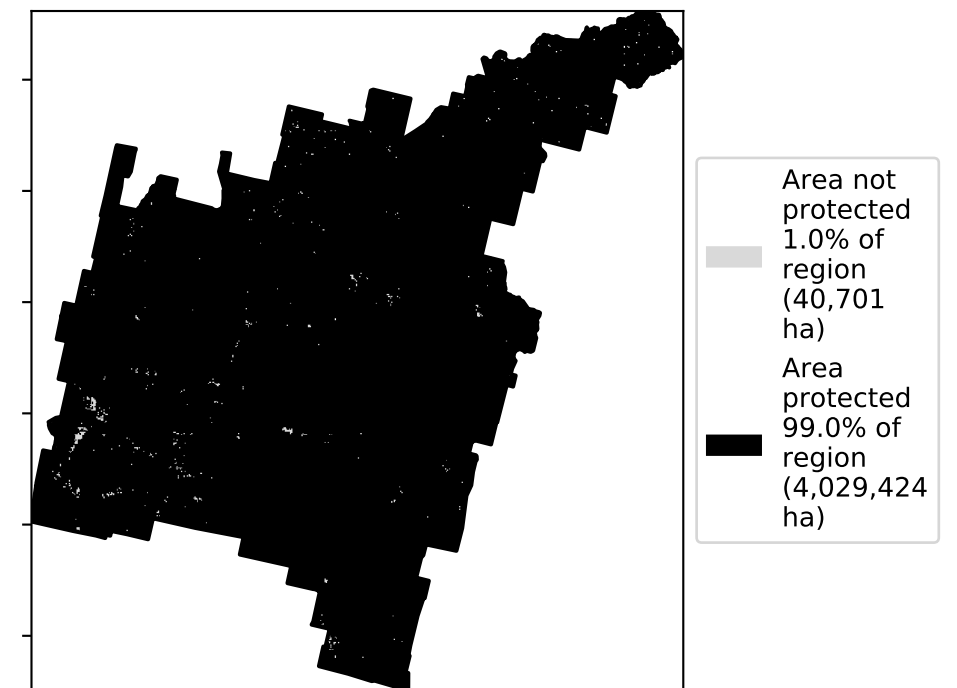 Area not
protected
1.0% of
region
(40,701
ha)
Area
protected
99.0% of
region
(4,029,424
ha)